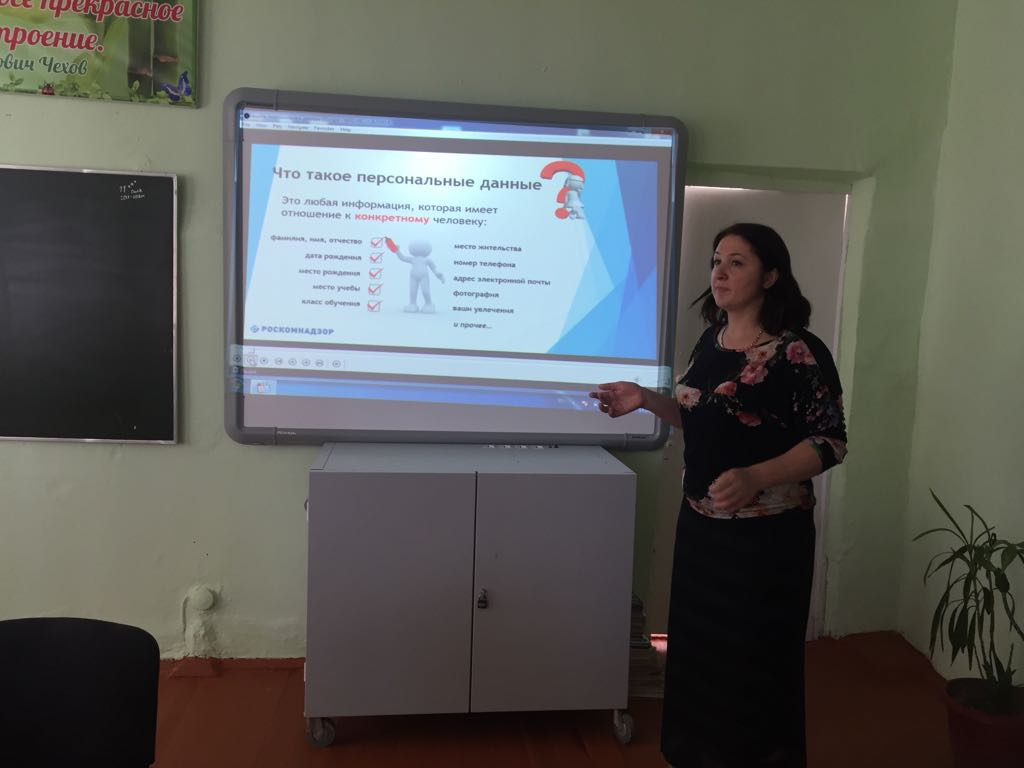 все прекрасное
троение.
ович Чехов
Что такое персональные данные
Это любая информация, которая имеет
отношение к конкретному человеку:
фамилия, имя, отчество
дата рождения
место рождения
место учебы
класс обучения
место жительства
номер телефона
адрес электронной почты
фотография
ваши увлечения
и прочее...
РОСКОМНАДЗОР